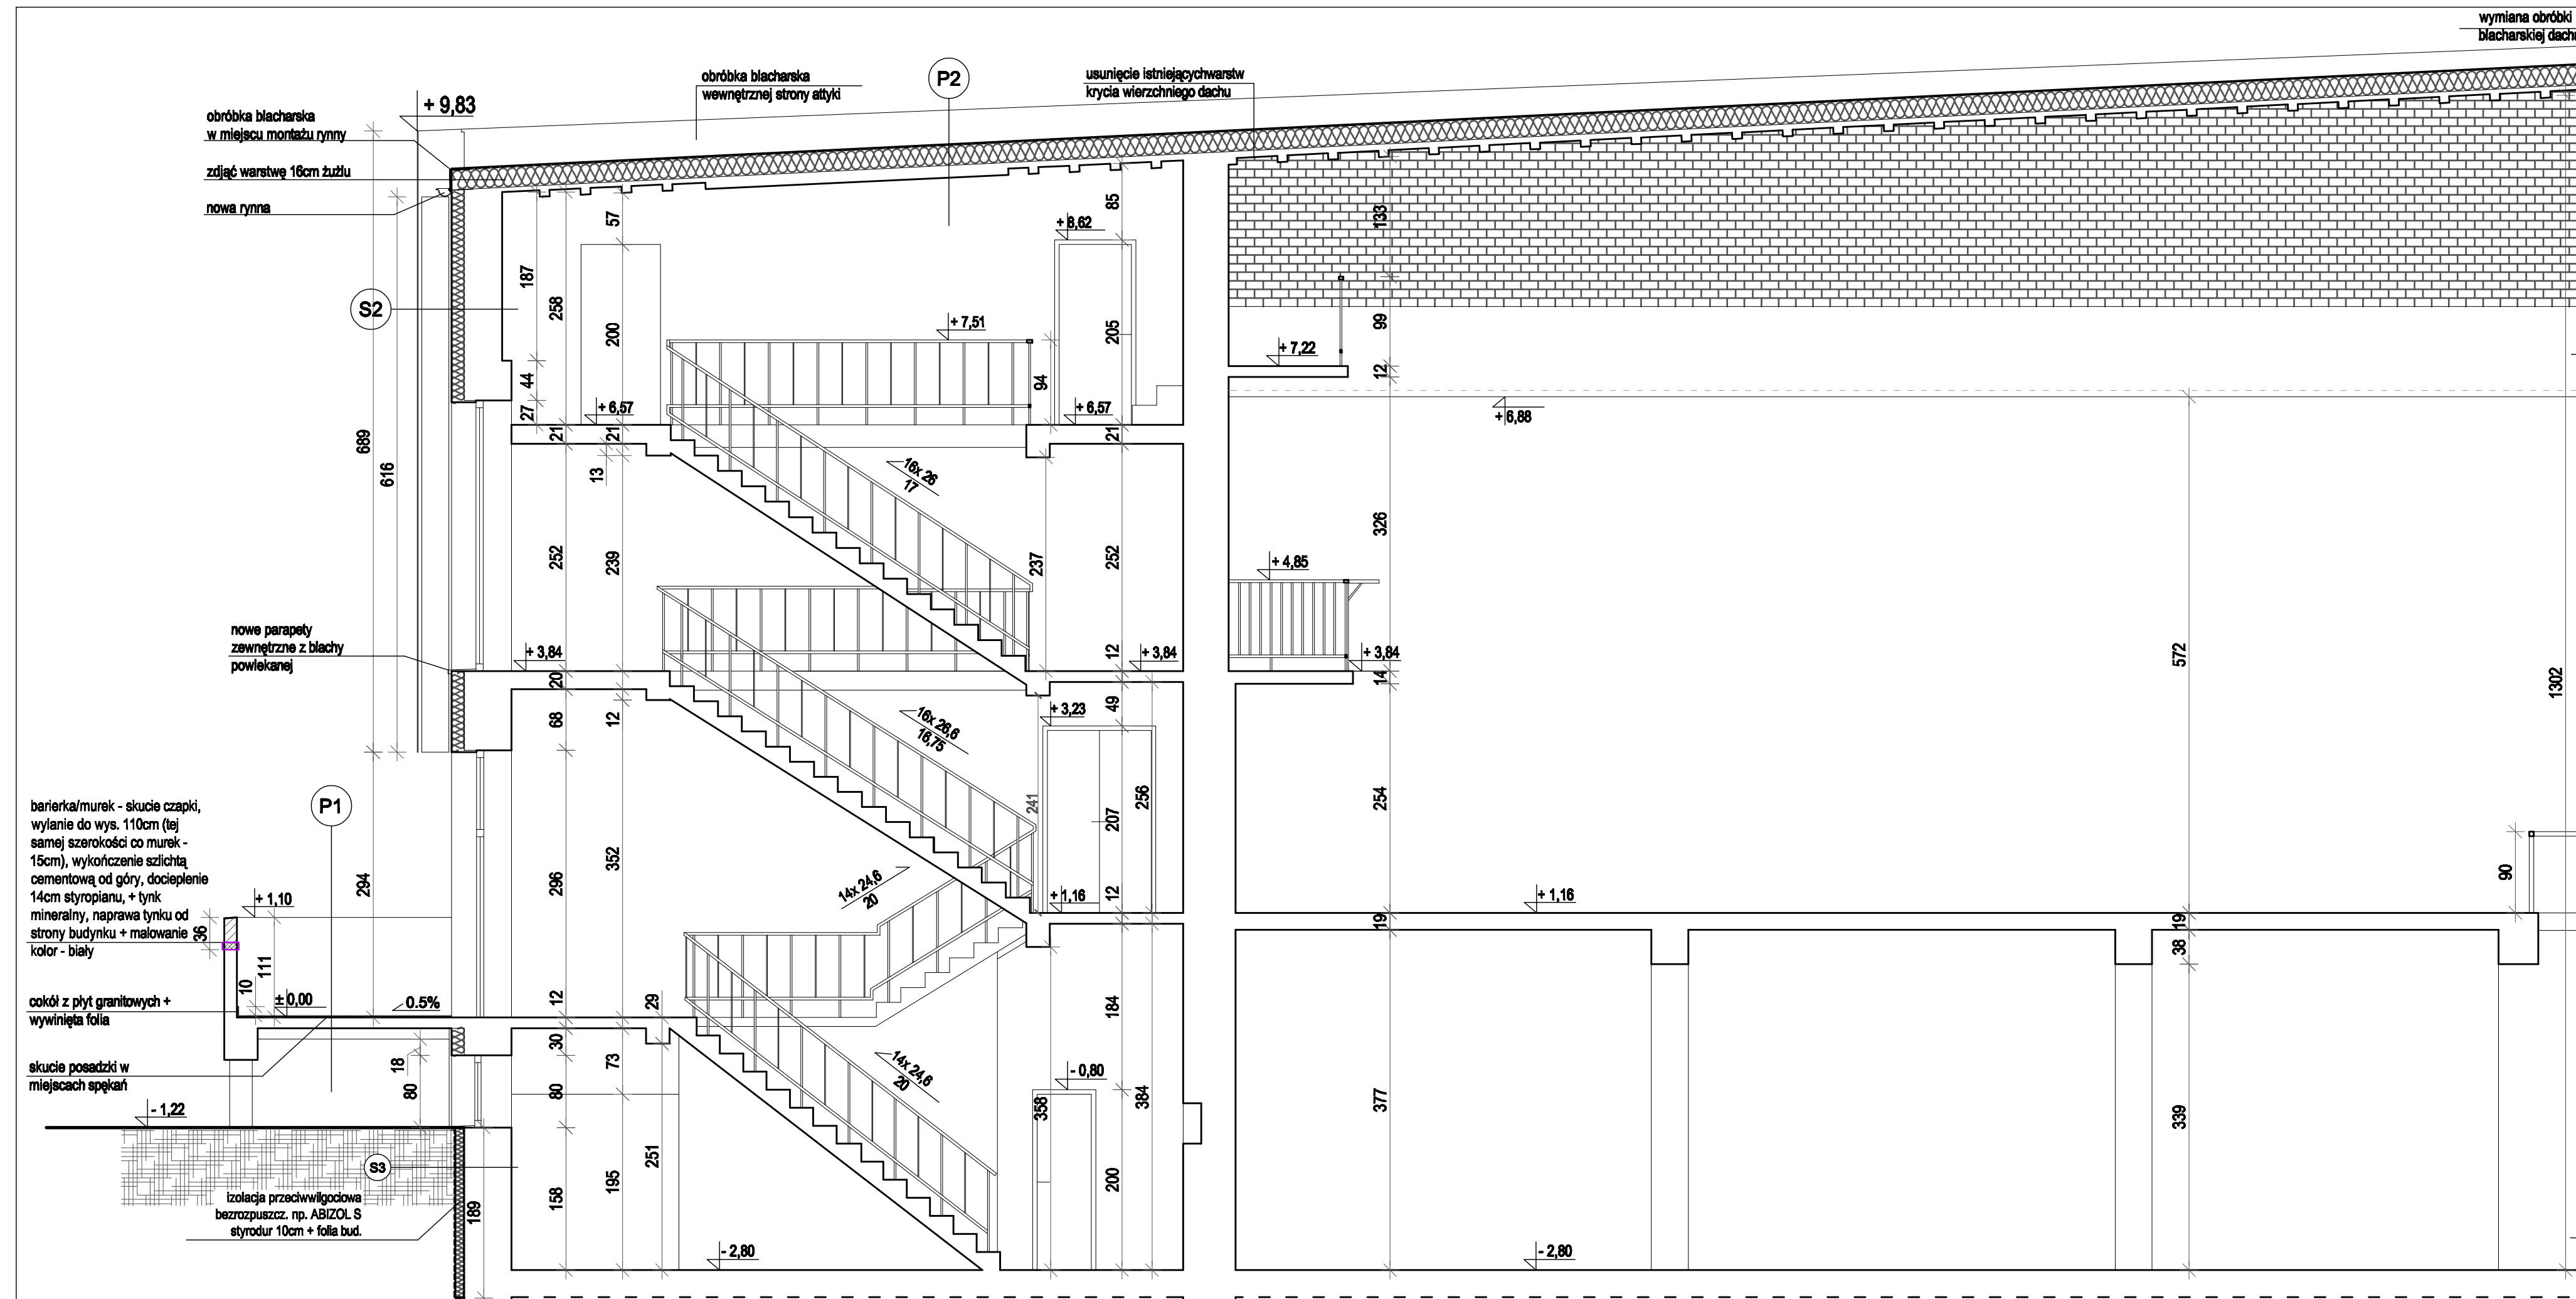 wymiana obróbki
blacharskiej dachu
obróbka blacharska
wewnętrznej strony attyki
P2
usunięcie istniejącychwarstw
krycia wierzchniego dachu
+ 9,83
obróbka blacharska
w miejscu montażu rynny
zdjąć warstwę 16cm żużlu
nowa rynna
S2
57
187
258
200
44
27
85
+ 8,62
205
+ 7,51
94
133
99
+ 7,22
12
+ 6,57
+ 6,57
+ 6,88
21
21
21
13
689
616
16x 26
17
252
239
237
252
326
+ 4,85
572
1302
nowe parapety
zewnętrzne z blachy
powlekanej
+ 3,84
12
+ 3,84
+ 3,84
14
20
68
12
16x 26,6
16,75
+ 3,23
49
241
207
256
254
P1
barierka/murek - skucie czapki,
wylanie do wys. 110cm (tej
samej szerokości co murek -
15cm), wykończenie szlichtą
cementową od góry, docieplenie
14cm styropianu, + tynk
mineralny, naprawa tynku od
strony budynku + malowanie
kolor - biały
294
296
352
14x 24,6
20
12
+ 1,16
+ 1,16
90
+ 1,10
36
111
10
19
19
38
cokół z płyt granitowych +
wywinięta folia
± 0,00
0.5%
12
29
184
skucie posadzki w
miejscach spękań
18
80
30
73
80
14x 24,6
20
- 0,80
358
384
377
339
- 1,22
S3
izolacja przeciwwilgociowa
bezrozpuszcz. np. ABIZOL S
styrodur 10cm + folia bud.
189
158
195
251
200
- 2,80
- 2,80